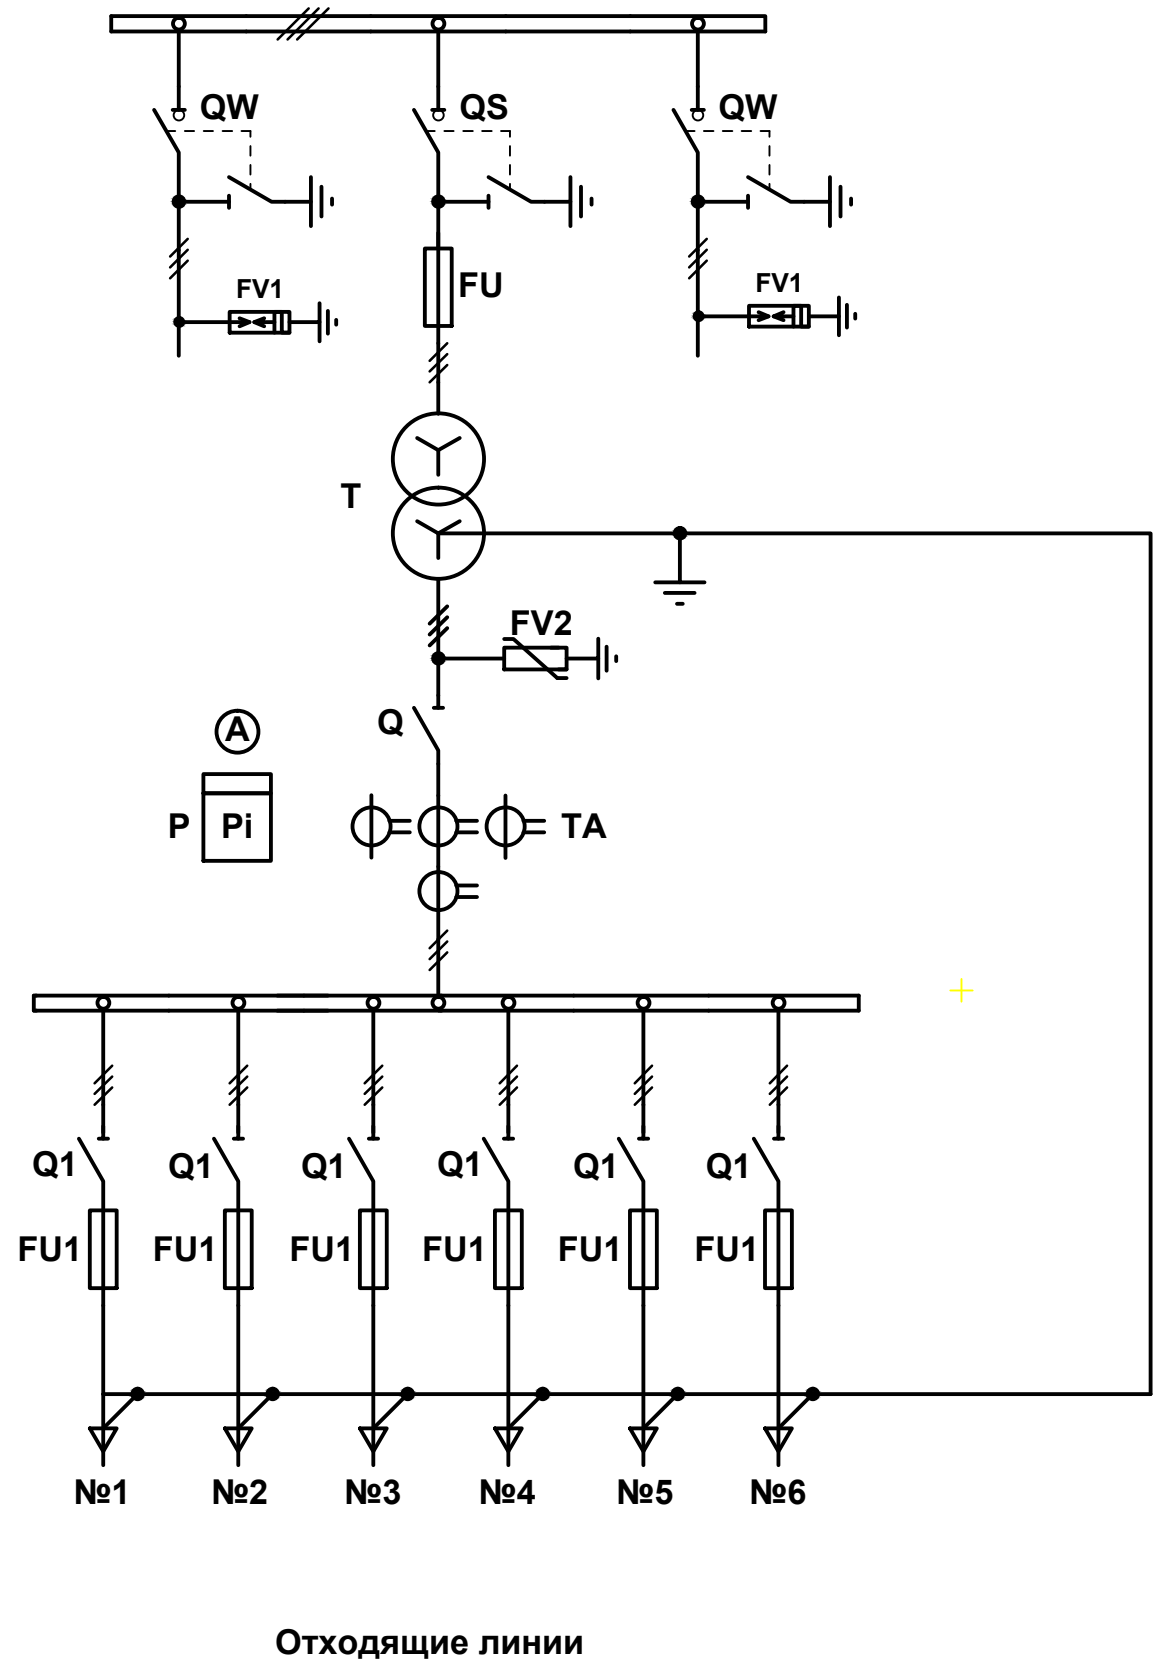 QW QS QW
FU
FV1 FV1
T
FV2
Q
A
P Pi TA
Q1 Q1 Q1 Q1 Q1 Q1
FU1 FU1 FU1 FU1 FU1 FU1
№1 №2 №3 №4 №5 №6
Отходящие линии